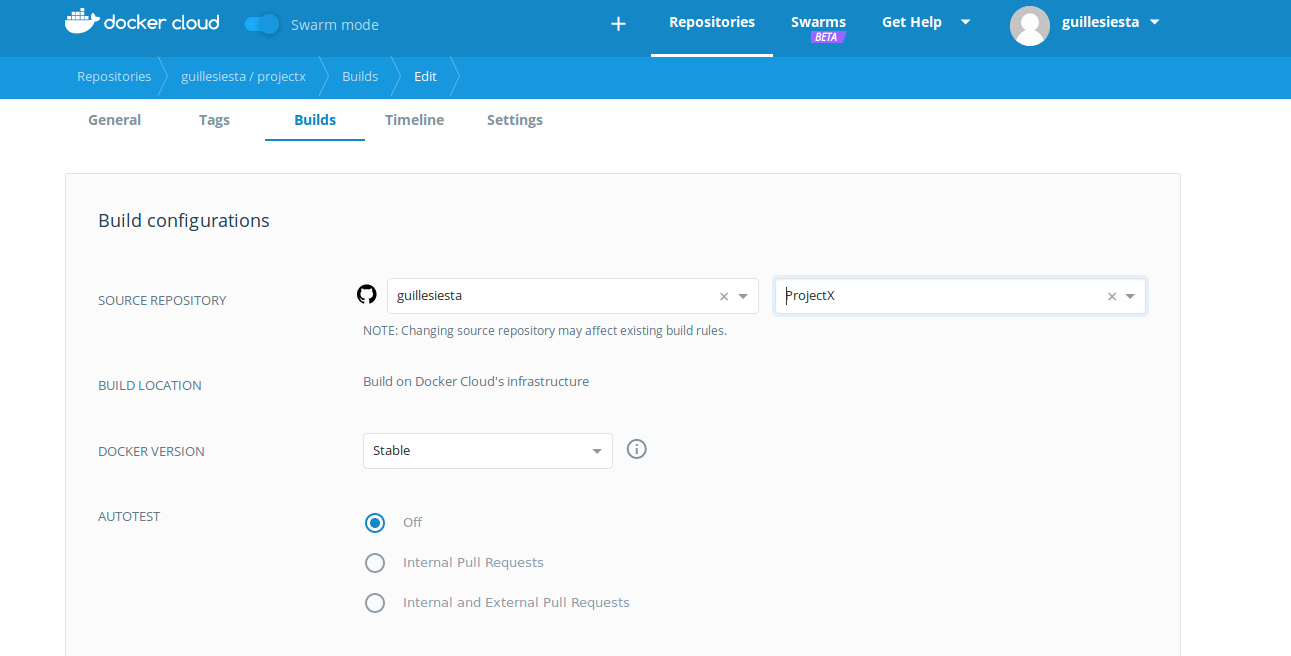 docker cloud Swarm mode + Repositories Swarms Get Help guillesiesta
BETA
Repositories guillesiesta / projectx Builds Edit
General Tags Builds Timeline Settings
Build configurations
SOURCE REPOSITORY guillesiesta × ProjectX ×
NOTE: Changing source repository may affect existing build rules.
BUILD LOCATION Build on Docker Cloud's infrastructure
DOCKER VERSION Stable
AUTOTEST Off
Internal Pull Requests
Internal and External Pull Requests